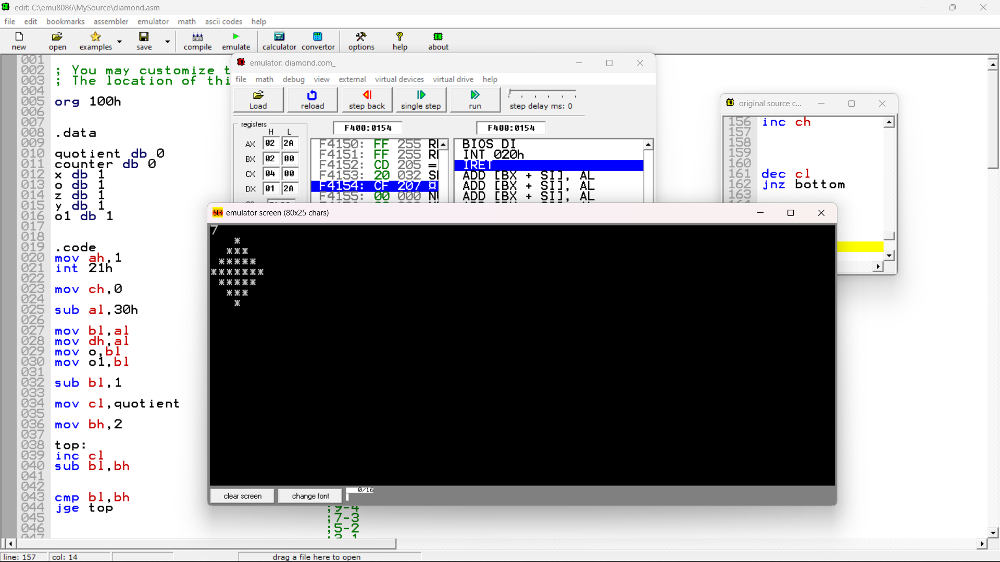 edit: C:\emu8086\MySource\diamond.asm
file edit bookmarks assembler emulator math ascii codes help
new open examples save compile emulate calculator convertor options help about
001
002 ; You may customize t
003 ; The location of thi
004
005 org 100h
006
007
008 .data
009
010 quotient db 0
011 counter db 0
012 x db 1
013 o db 1
014 z db 1
015 y db 1
016 o1 db 1
017
018
019 .code
020 mov ah,1
021 int 21h
022
023 mov ch,0
024
025 sub al,30h
026
027 mov bl,al
028 mov dh,al
029 mov o,bl
030 mov o1,bl
031
032 sub bl,1
033
034 mov cl,quotient
035
036 mov bh,2
037
038 top:
039 inc cl
040 sub bl,bh
041
042
043 cmp bl,bh
044 jge top
045
046
047
;9-4
;7-3
;5-2
line: 157 col: 14 drag a file here to open
emulator: diamond.com_
file math debug view external virtual devices virtual drive help
Load reload step back single step run step delay ms: 0
registers
H L
AX 02 2A
BX 02 00
CX 04 00
DX 01 2A
F400:0154 F400:0154
F4150: FF 255
F4151: FF 255
F4152: CD 205 =
F4153: 20 032
F4154: CF 207 ¤
F4155: 00 000
BIOS DI
INT 020h
IRET
ADD [BX + SI], AL
ADD [BX + SI], AL
ADD [BX + SI], AL
original source c...
156 inc ch
157
158
159
160
161 dec cl
162 jnz bottom
163
emulator screen (80x25 chars)
7
*
***
*****
*******
*****
***
*
clear screen change font 0/16